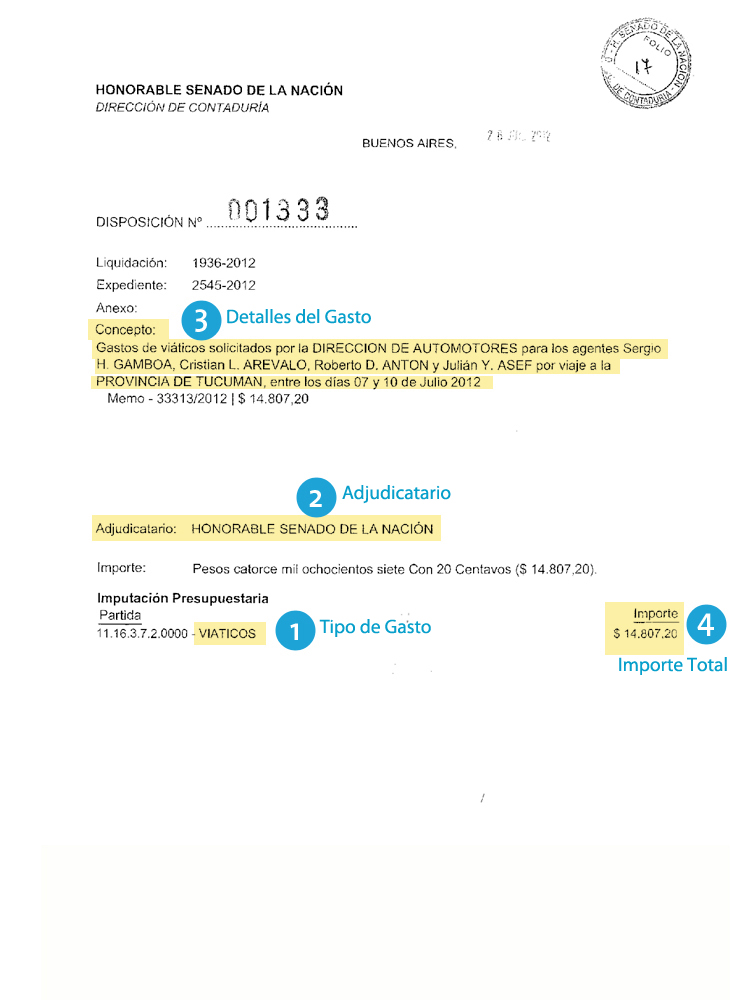 H. SENADO DE LA NACIÓN
FOLIO
17
DE CONTADURIA
HONORABLE SENADO DE LA NACIÓN
DIRECCIÓN DE CONTADURÍA
BUENOS AIRES, 26 2012
DISPOSICIÓN Nº 001333
Liquidación: 1936-2012
Expediente: 2545-2012
Anexo:
3 Detalles del Gasto
Concepto:
Gastos de viáticos solicitados por la DIRECCION DE AUTOMOTORES para los agentes Sergio
H. GAMBOA, Cristian L. AREVALO, Roberto D. ANTON y Julián Y. ASEF por viaje a la
PROVINCIA DE TUCUMAN, entre los días 07 y 10 de Julio 2012
Memo - 33313/2012 | $ 14.807,20
2 Adjudicatario
Adjudicatario: HONORABLE SENADO DE LA NACIÓN
Importe: Pesos catorce mil ochocientos siete Con 20 Centavos ($ 14.807,20).
Imputación Presupuestaria
Partida Importe
11.16.3.7.2.0000 - VIATICOS $ 14.807,20
1 Tipo de Gasto
4
Importe Total